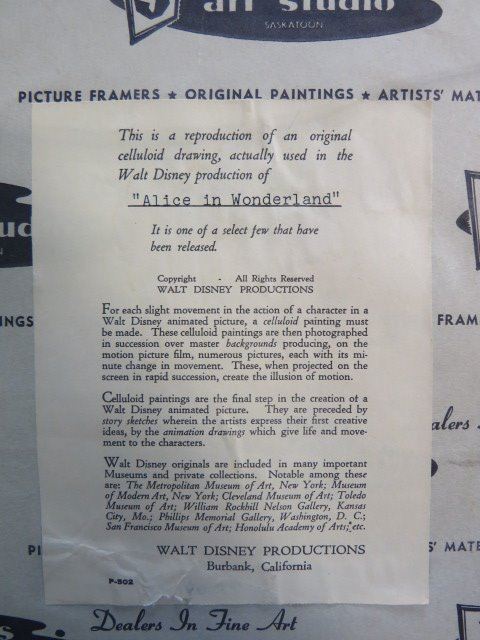 art studio
SASKATOON
PICTURE FRAMERS ★ ORIGINAL PAINTINGS ★ ARTISTS'
This is a reproduction of an original
celluloid drawing, actually used in the
Walt Disney production of
"Alice in Wonderland"
It is one of a select few that have
been released.
Copyright - All Rights Reserved
WALT DISNEY PRODUCTIONS
For each slight movement in the action of a character in a
Walt Disney animated picture, a celluloid painting must
be made. These celluloid paintings are then photographed
in succession over master backgrounds producing, on
the motion picture film, numerous pictures, each with its mi-
nute change in movement. These, when projected on the
screen in rapid succession, create the illusion of motion.
Celluloid paintings are the final step in the creation of a
Walt Disney animated picture. They are preceded by
story sketches wherein the artists express their first creative
ideas, by the animation drawings which give life and move-
ment to the characters.
Walt Disney originals are included in many important
Museums and private collections. Notable among these
are: The Metropolitan Museum of Art, New York; Museum
of Modern Art, New York; Cleveland Museum of Art; Toledo
Museum of Art; William Rockhill Nelson Gallery, Kansas
City, Mo.; Phillips Memorial Gallery, Washington, D. C.;
San Francisco Museum of Art; Honolulu Academy of Arts; etc.
WALT DISNEY PRODUCTIONS
Burbank, California
P-502
Dealers In Fine Art